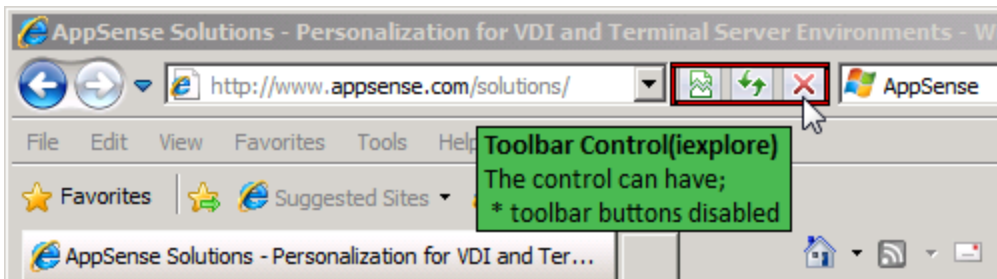 AppSense Solutions - Personalization for VDI and Terminal Server Environments - W
http://www.appsense.com/solutions/
AppSense
File Edit View Favorites Tools Help
Toolbar Control(iexplore)
The control can have;
* toolbar buttons disabled
Favorites
Suggested Sites
AppSense Solutions - Personalization for VDI and Ter...